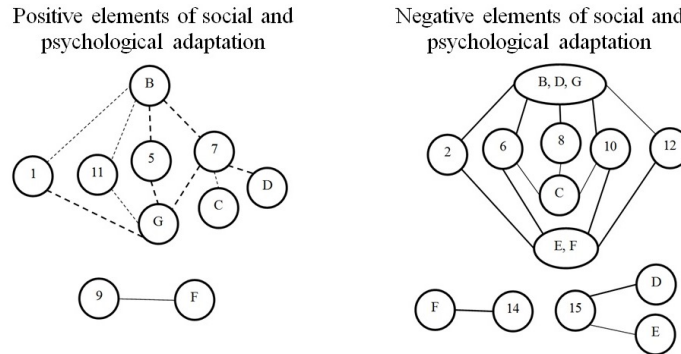 Positive elements of social and
psychological adaptation
Negative elements of social and
psychological adaptation
B
1
11
5
7
G
C
D
9
F
B, D, G
2
6
8
10
12
C
E, F
F
14
15
D
E